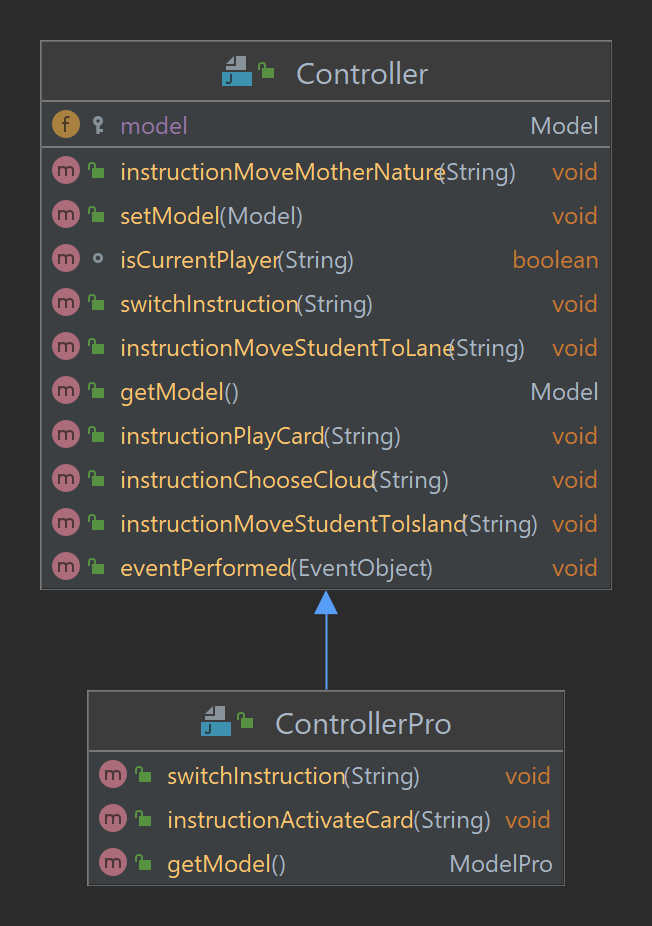 Controller
f model Model
m instructionMoveMotherNature(String) void
m setModel(Model) void
m isCurrentPlayer(String) boolean
m switchInstruction(String) void
m instructionMoveStudentToLane(String) void
m getModel() Model
m instructionPlayCard(String) void
m instructionChooseCloud(String) void
m instructionMoveStudentToIsland(String) void
m eventPerformed(EventObject) void
ControllerPro
m switchInstruction(String) void
m instructionActivateCard(String) void
m getModel() ModelPro